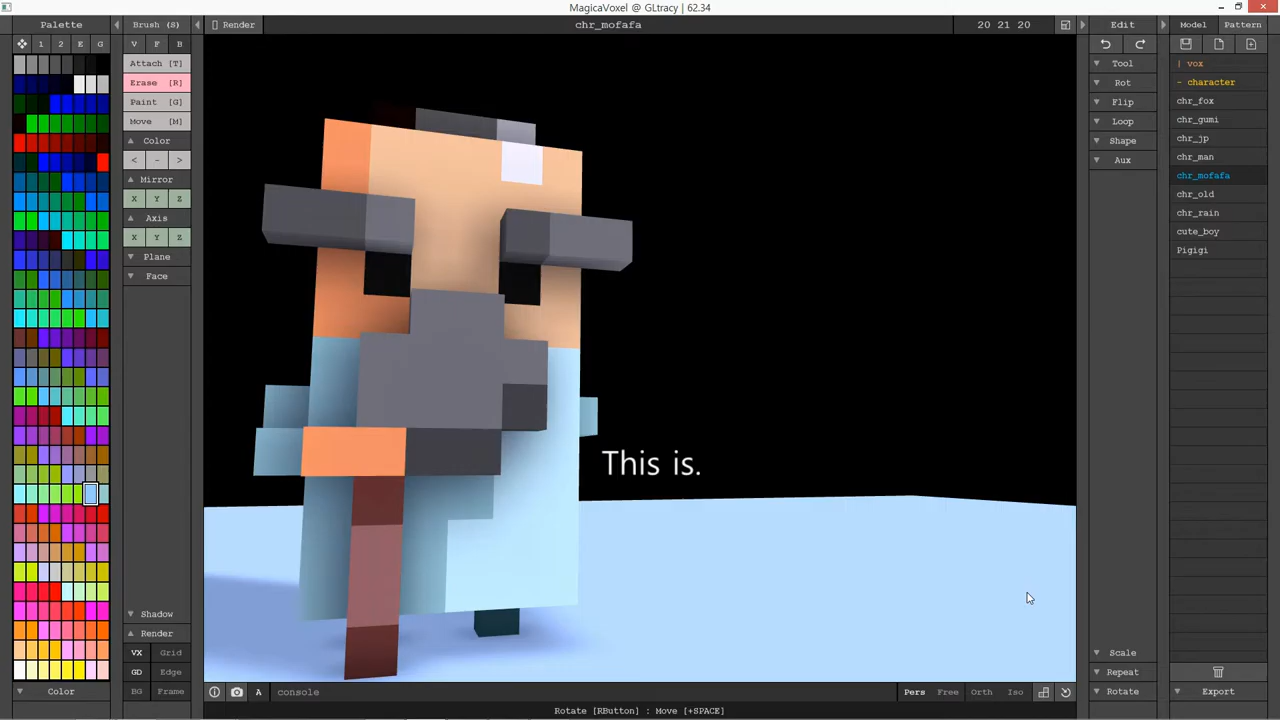 MagicaVoxel @ GLtracy | 62.34
Palette
Brush (S)
Render
chr_mofafa
20 21 20
Edit
Model
Pattern
1 2 E G
V F B
Attach [T]
Erase [R]
Paint [G]
Move [M]
Color
< - >
Mirror
X Y Z
Axis
X Y Z
Plane
Face
Tool
Rot
Flip
Loop
Shape
Aux
| vox
- character
chr_fox
chr_gumi
chr_jp
chr_man
chr_mofafa
chr_old
chr_rain
cute_boy
Pigigi
This is.
Shadow
Render
VX Grid
GD Edge
BG Frame
Color
A console
Pers Free Orth Iso
Scale
Repeat
Rotate
Export
Rotate [RButton] : Move [+SPACE]